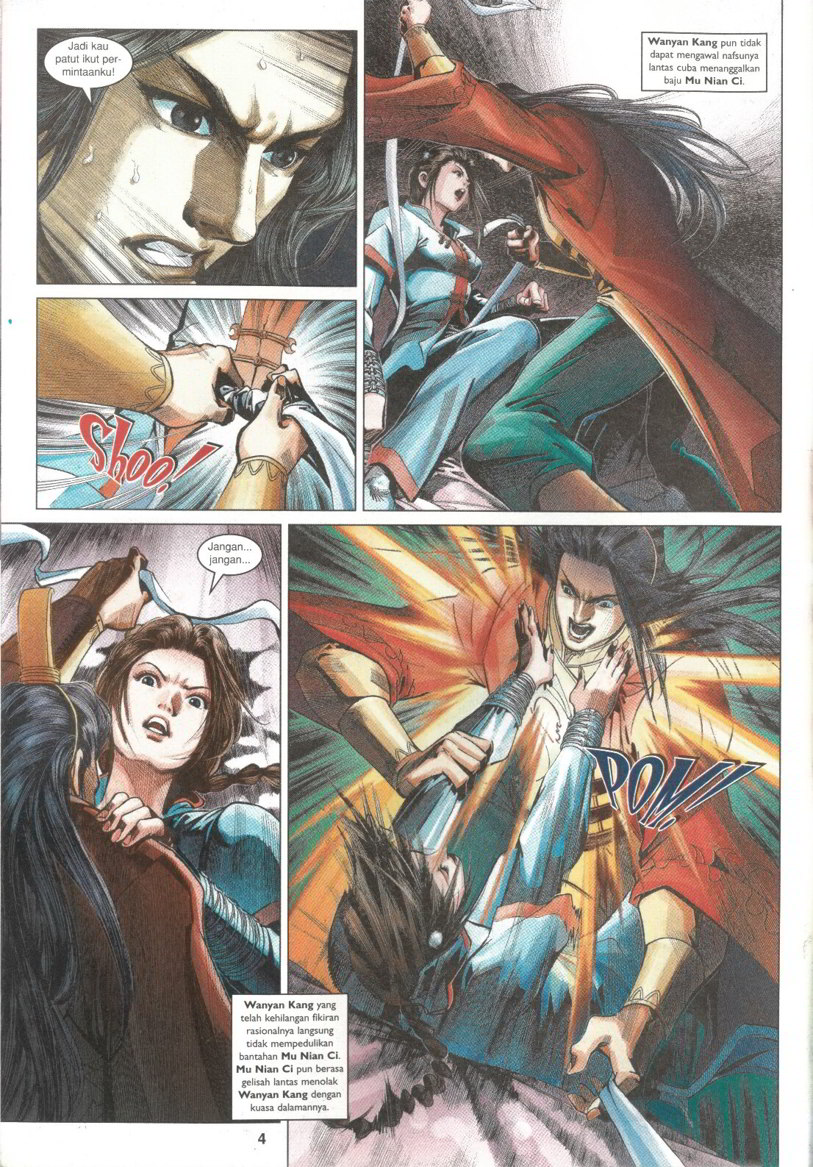 Jadi kau
patut ikut per-
mintaanku!
Wanyan Kang pun tidak
dapat mengawal nafsunya
lantas cuba menanggalkan
baju Mu Nian Ci.
Shoo!
Jangan...
jangan...
POM!
Wanyan Kang yang
telah kehilangan fikiran
rasionalnya langsung
tidak mempedulikan
bantahan Mu Nian Ci.
Mu Nian Ci pun berasa
gelisah lantas menolak
Wanyan Kang dengan
kuasa dalamannya.
4